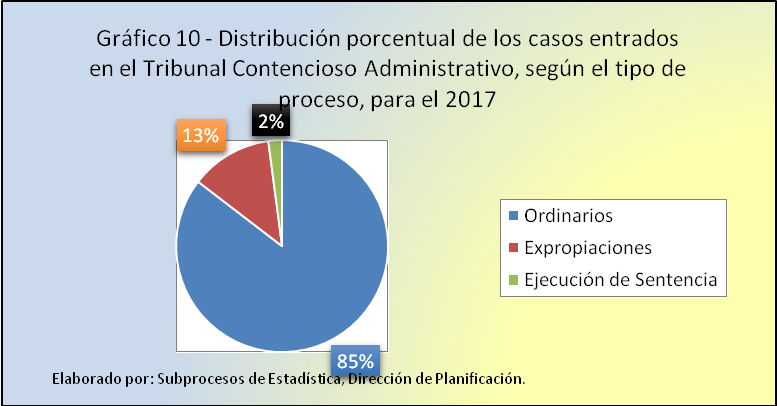 Gráfico 10 - Distribución porcentual de los casos entrados
en el Tribunal Contencioso Administrativo, según el tipo de
proceso, para el 2017
2%
13%
Ordinarios
Expropiaciones
Ejecución de Sentencia
85%
Elaborado por: Subprocesos de Estadística, Dirección de Planificación.